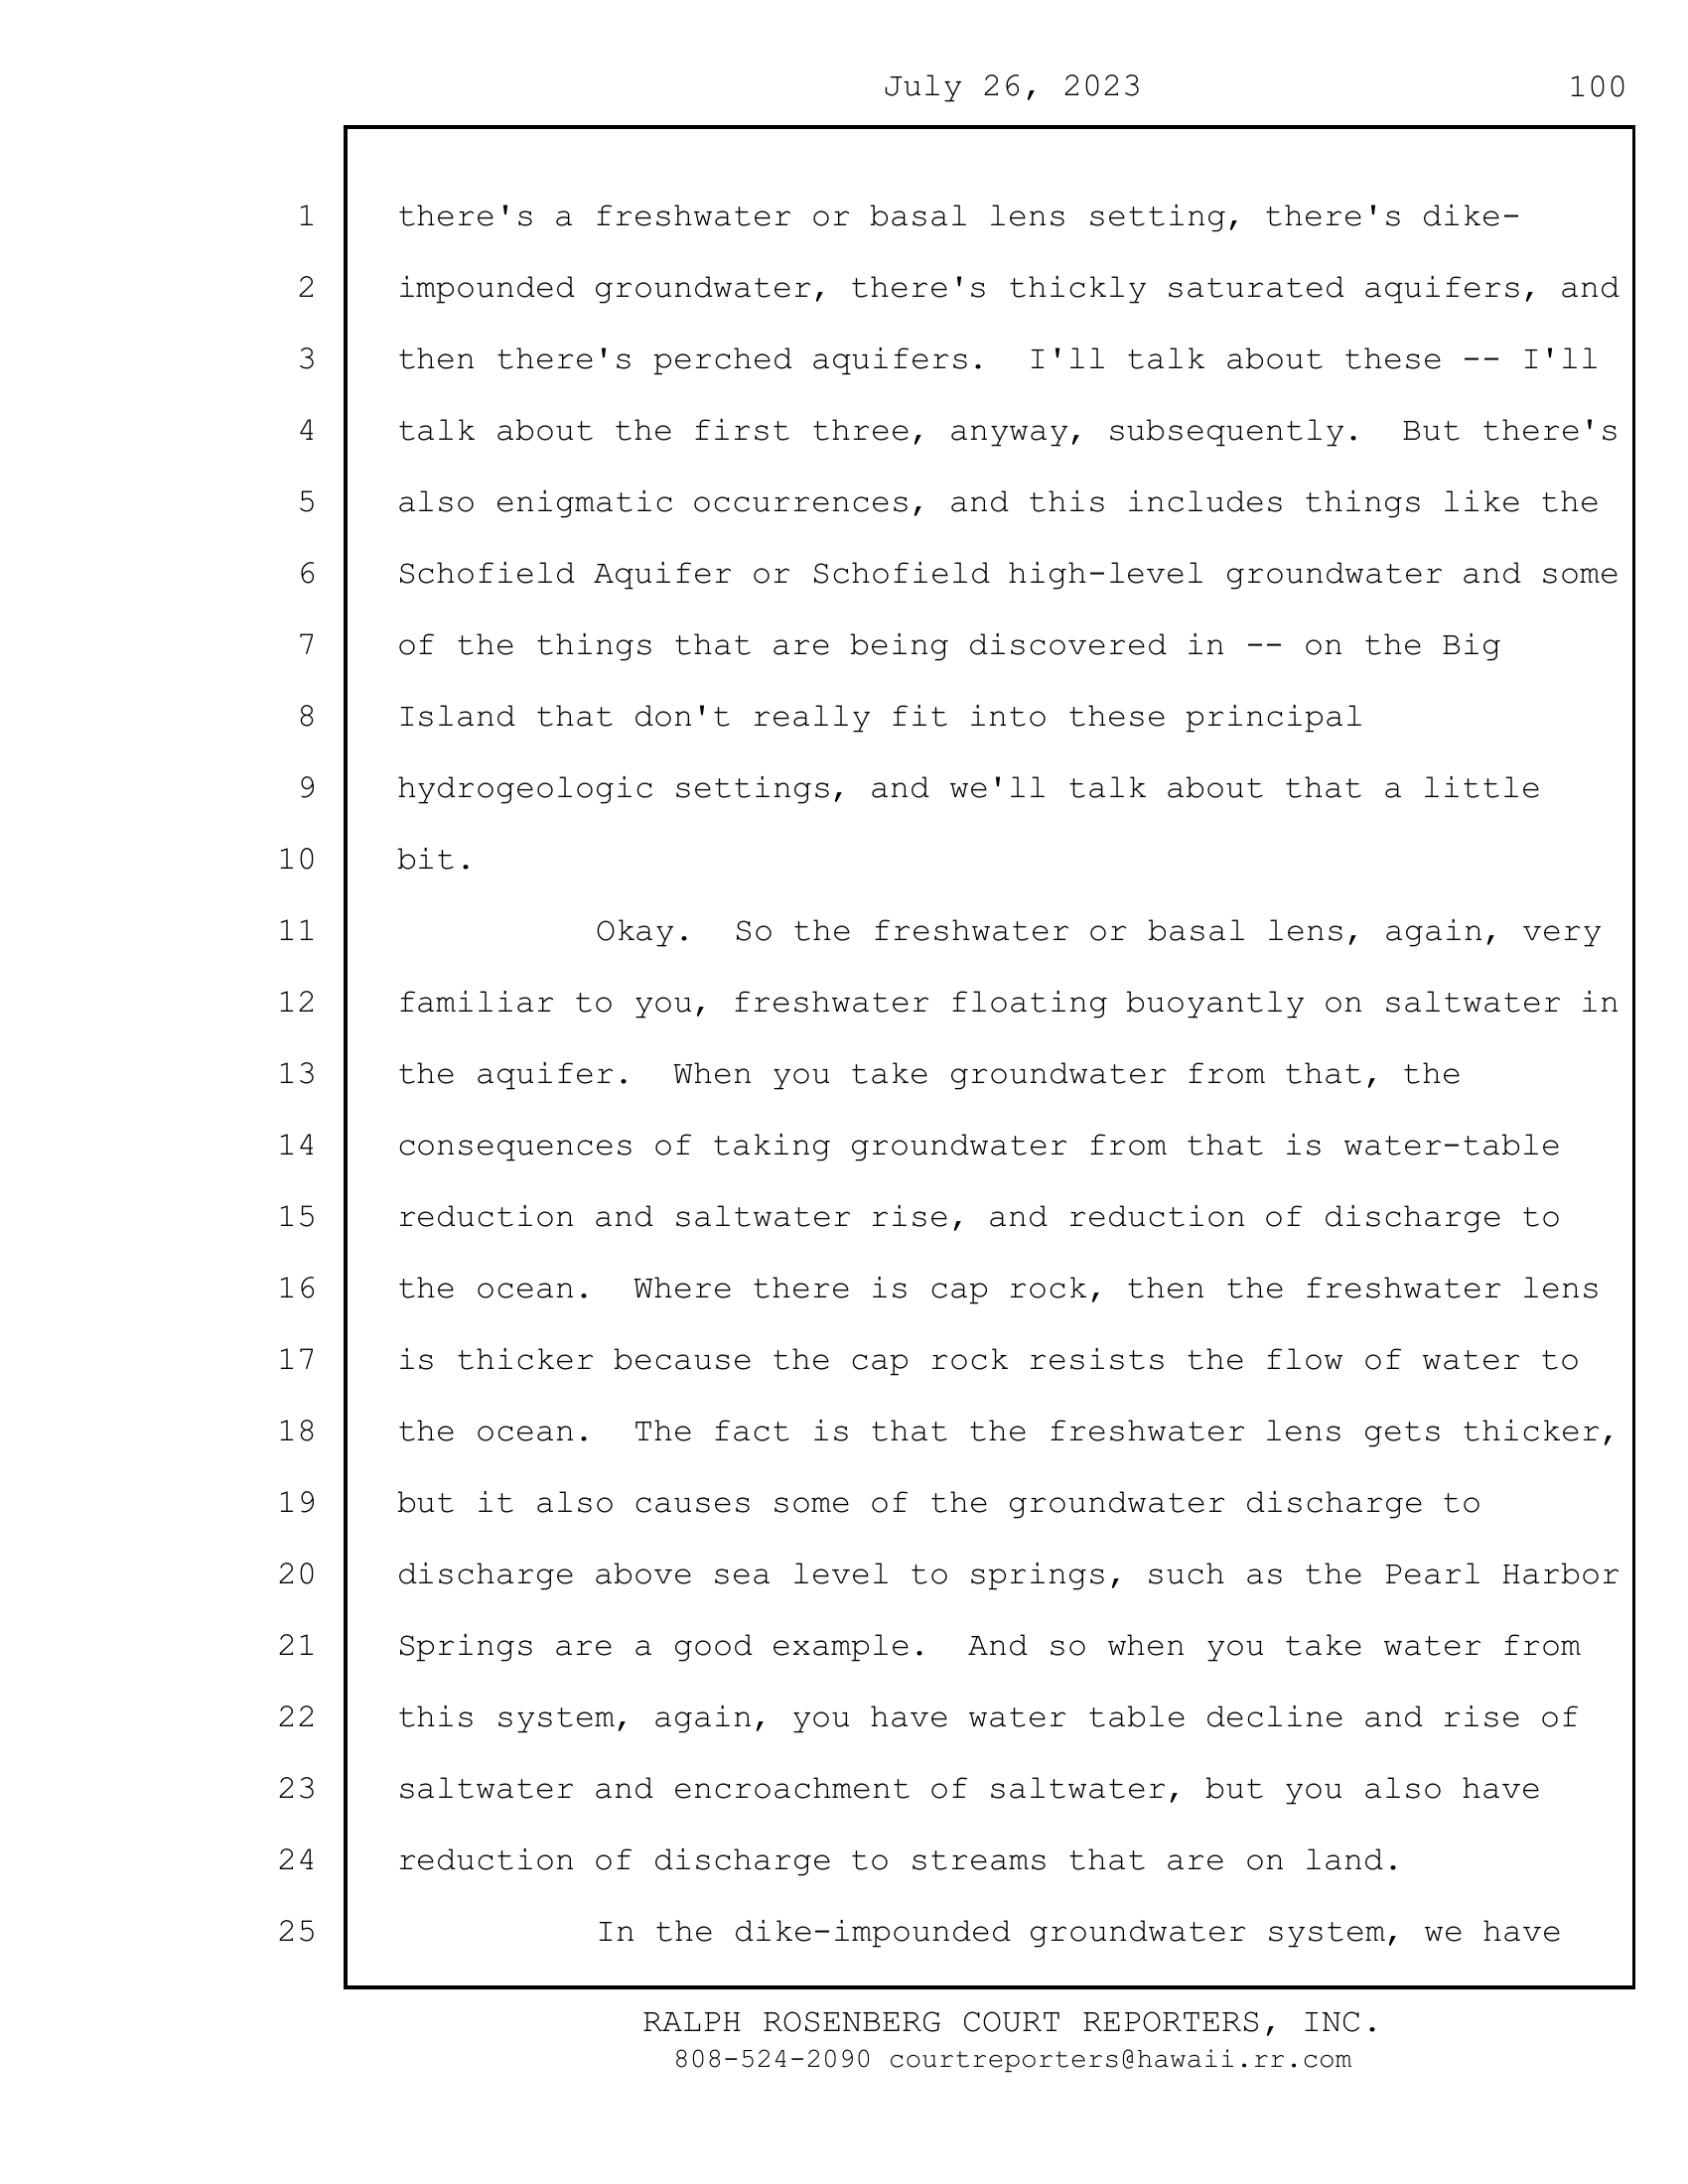 July 26, 2023 100
1 there's a freshwater or basal lens setting, there's dike-
2 impounded groundwater, there's thickly saturated aquifers, and
3 then there's perched aquifers.  I'll talk about these -- I'll
4 talk about the first three, anyway, subsequently.  But there's
5 also enigmatic occurrences, and this includes things like the
6 Schofield Aquifer or Schofield high-level groundwater and some
7 of the things that are being discovered in -- on the Big
8 Island that don't really fit into these principal
9 hydrogeologic settings, and we'll talk about that a little
10 bit.
11 Okay.  So the freshwater or basal lens, again, very
12 familiar to you, freshwater floating buoyantly on saltwater in
13 the aquifer.  When you take groundwater from that, the
14 consequences of taking groundwater from that is water-table
15 reduction and saltwater rise, and reduction of discharge to
16 the ocean.  Where there is cap rock, then the freshwater lens
17 is thicker because the cap rock resists the flow of water to
18 the ocean.  The fact is that the freshwater lens gets thicker,
19 but it also causes some of the groundwater discharge to
20 discharge above sea level to springs, such as the Pearl Harbor
21 Springs are a good example.  And so when you take water from
22 this system, again, you have water table decline and rise of
23 saltwater and encroachment of saltwater, but you also have
24 reduction of discharge to streams that are on land.
25 In the dike-impounded groundwater system, we have
RALPH ROSENBERG COURT REPORTERS, INC.
808-524-2090 courtreporters@hawaii.rr.com